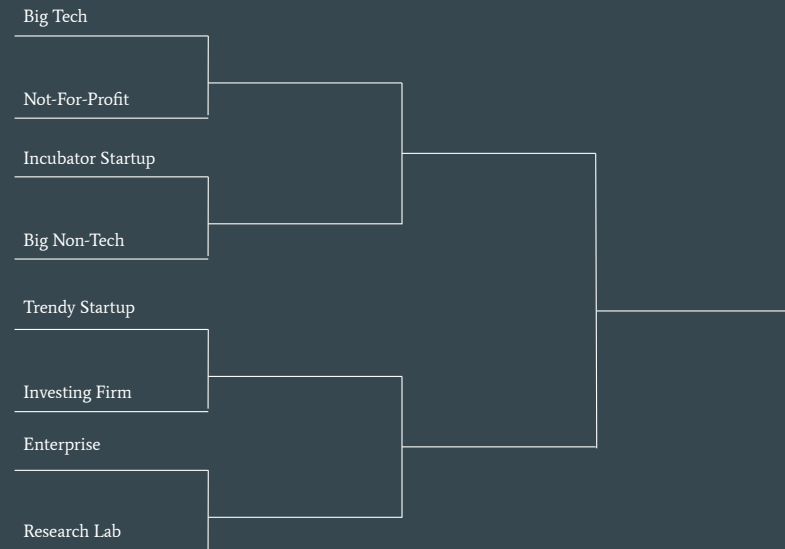 Big Tech
Not-For-Profit
Incubator Startup
Big Non-Tech
Trendy Startup
Investing Firm
Enterprise
Research Lab